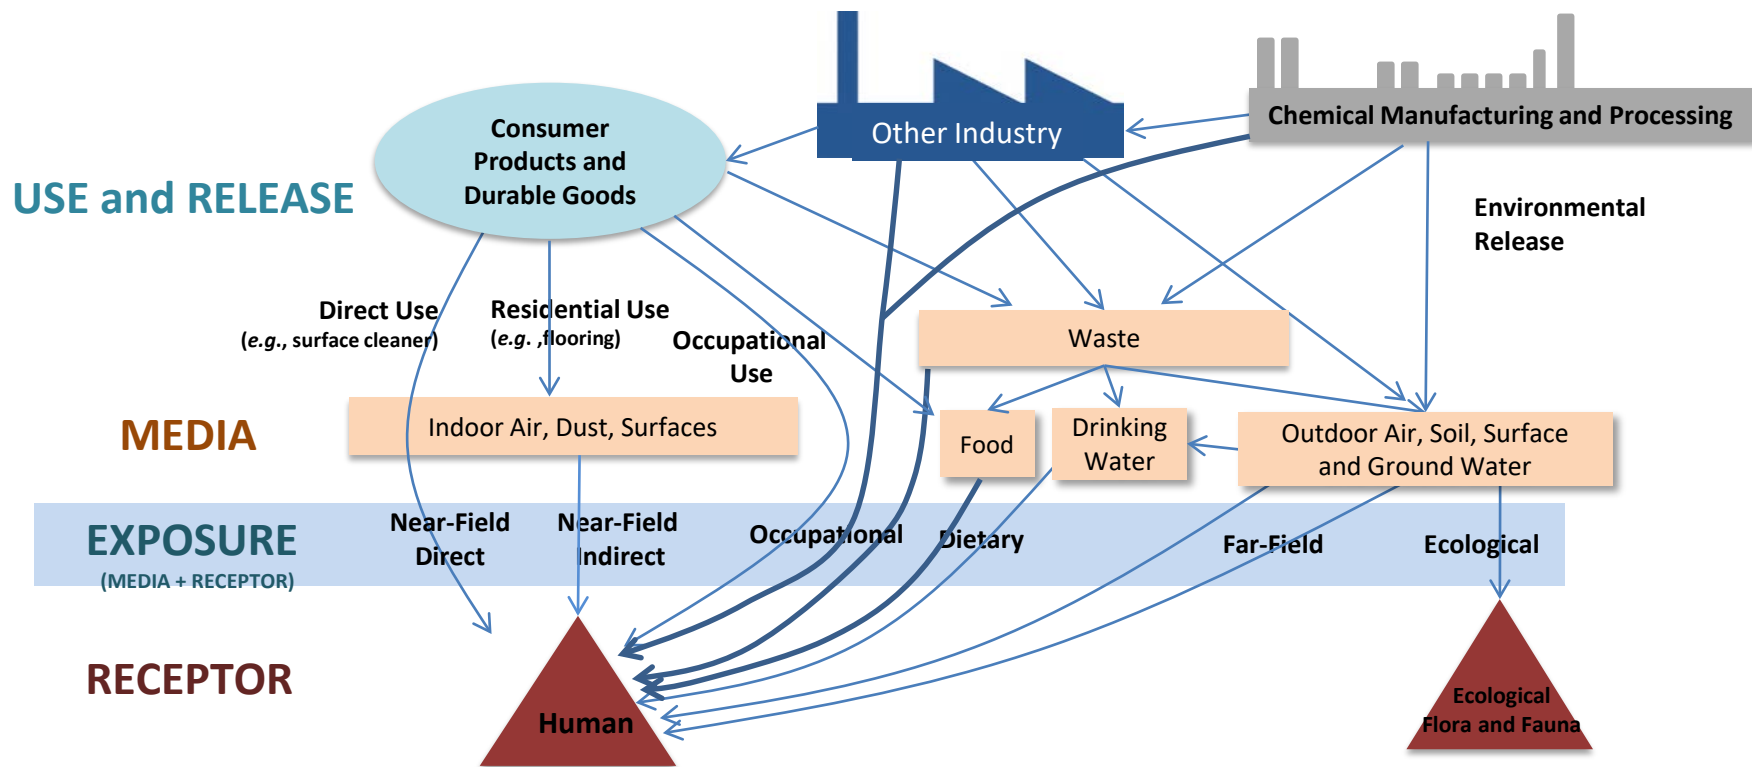 Other Industry
Chemical Manufacturing and Processing
Consumer
Products and
Durable Goods
USE and RELEASE
Environmental
Release
Direct Use
(e.g., surface cleaner)
Residential Use
(e.g. ,flooring)
Occupational
Use
Waste
MEDIA
Indoor Air, Dust, Surfaces
Food
Drinking
Water
Outdoor Air, Soil, Surface
and Ground Water
EXPOSURE
(MEDIA + RECEPTOR)
Near-Field
Direct
Near-Field
Indirect
Occupational
Dietary
Far-Field
Ecological
RECEPTOR
Human
Ecological
Flora and Fauna